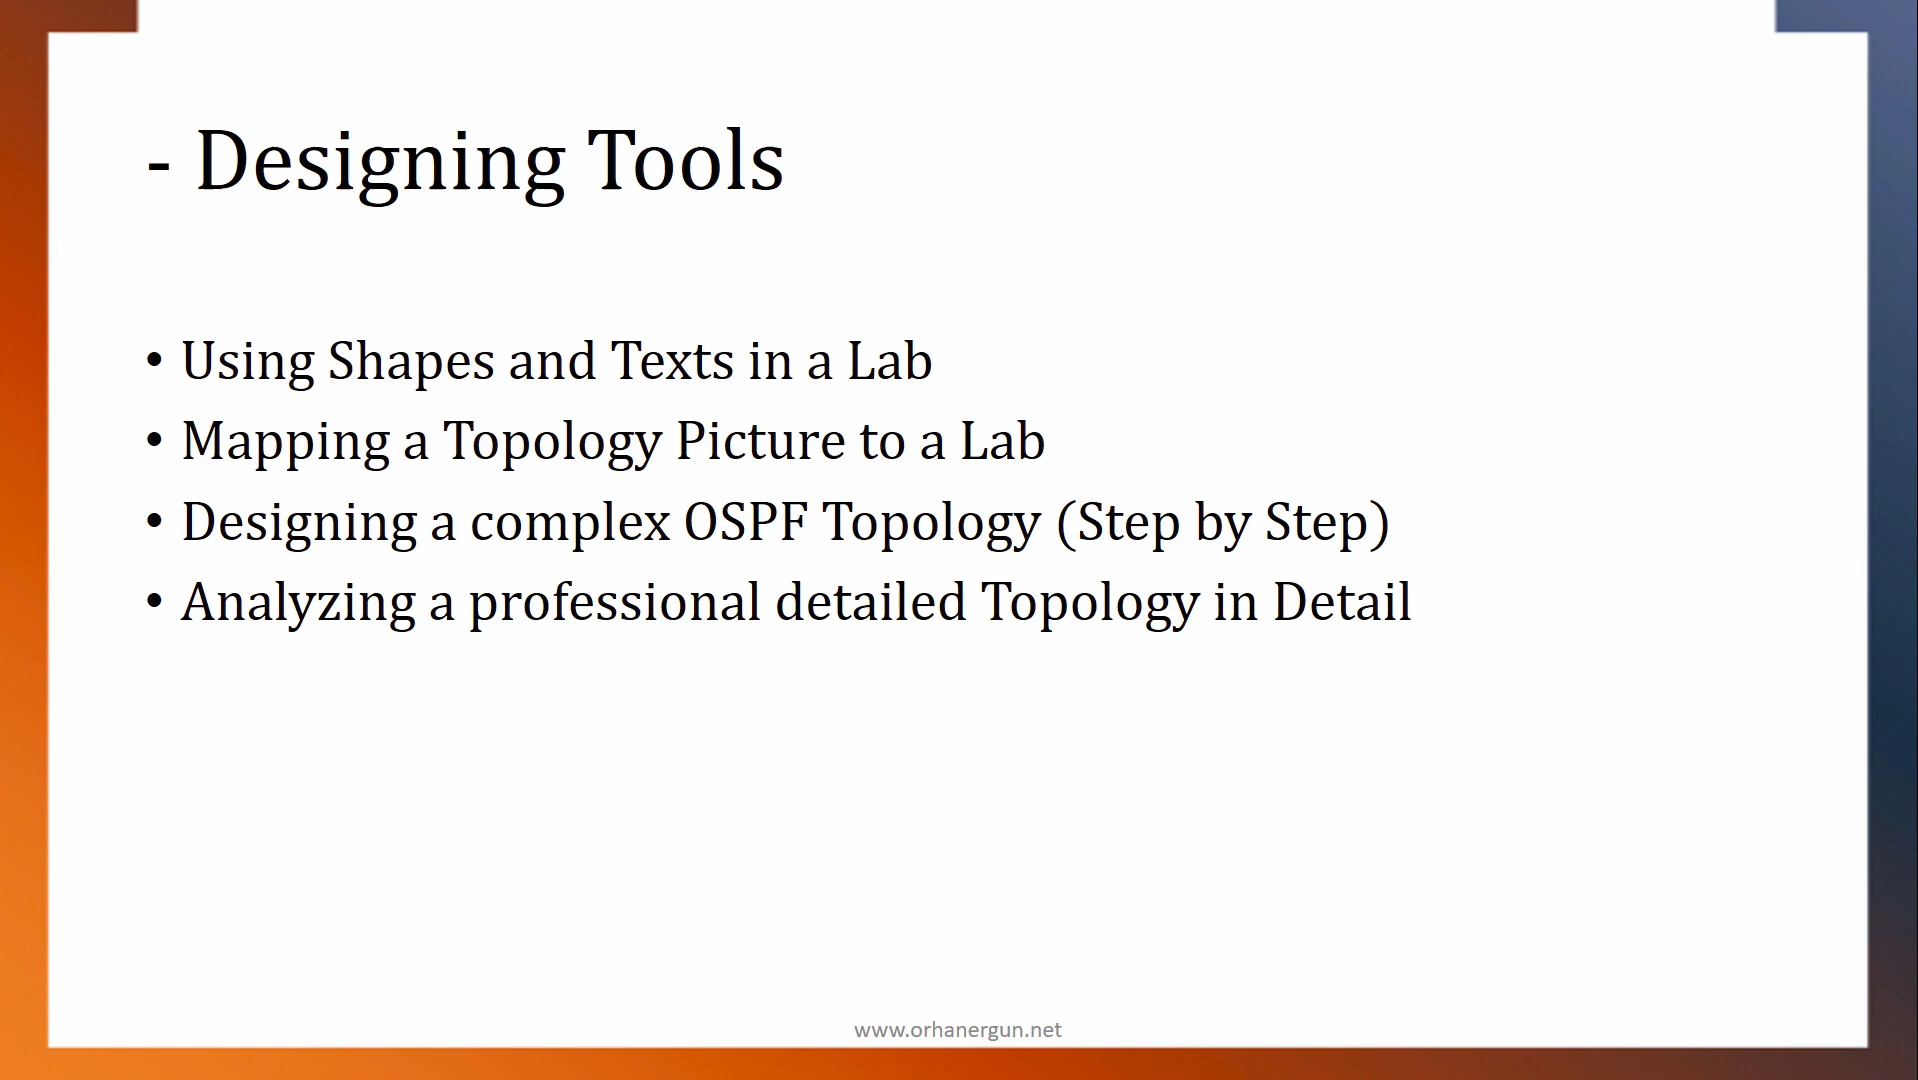 - Designing Tools
• Using Shapes and Texts in a Lab
• Mapping a Topology Picture to a Lab
• Designing a complex OSPF Topology (Step by Step)
• Analyzing a professional detailed Topology in Detail
www.orhanergun.net